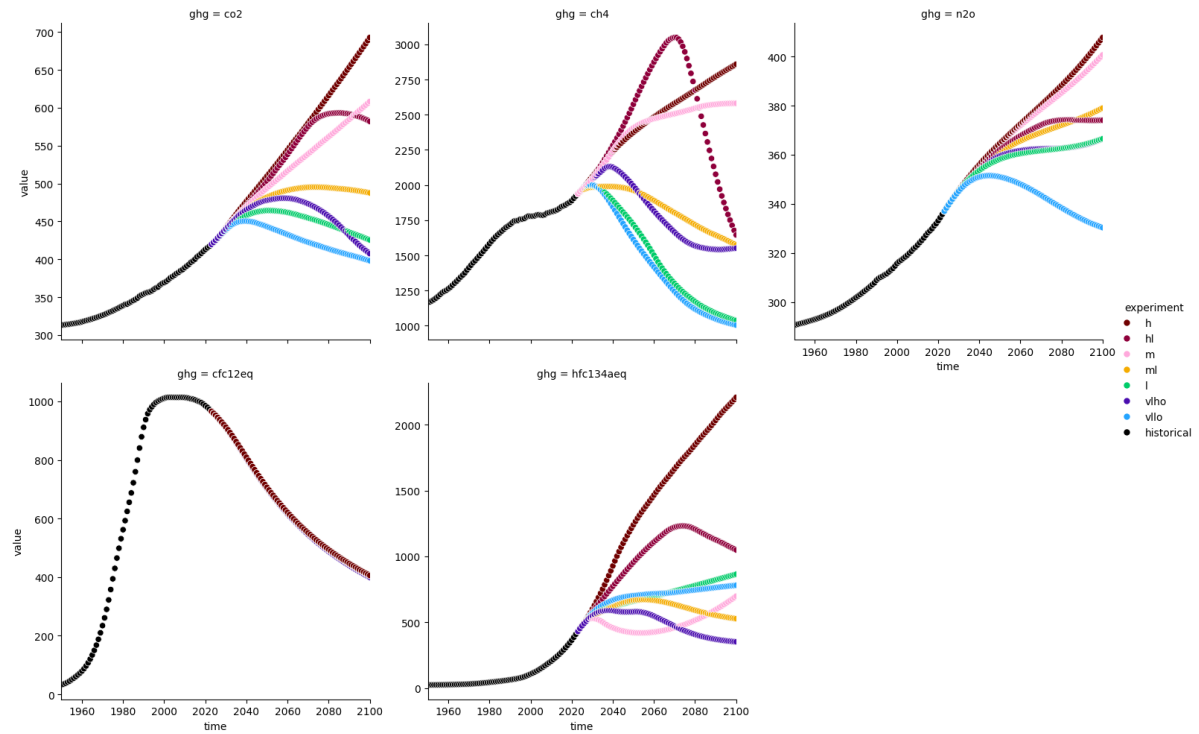 ghg = co2
700
650
600
550
500
450
400
350
300
value
ghg = ch4
3000
2750
2500
2250
2000
1750
1500
1250
1000
ghg = n2o
400
380
360
340
320
300
1960 1980 2000 2020 2040 2060 2080 2100
time
experiment
h
hl
m
ml
l
vlho
vllo
historical
ghg = cfc12eq
1000
800
600
400
200
0
value
1960 1980 2000 2020 2040 2060 2080 2100
time
ghg = hfc134aeq
2000
1500
1000
500
0
1960 1980 2000 2020 2040 2060 2080 2100
time